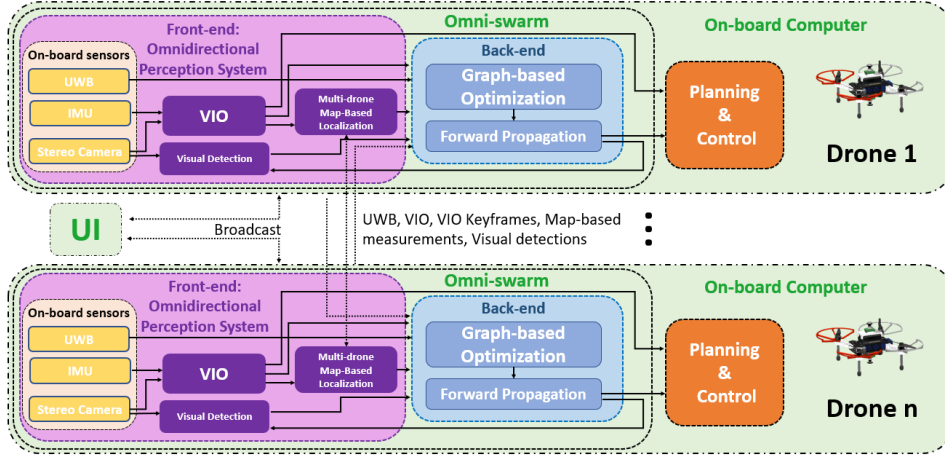 Front-end:
Omnidirectional
Perception System
Omni-swarm
On-board Computer
On-board sensors
UWB
IMU
Stereo Camera
VIO
Visual Detection
Multi-drone
Map-Based
Localization
Back-end
Graph-based
Optimization
Forward Propagation
Planning
&
Control
Drone 1
UI
Broadcast
UWB, VIO, VIO Keyframes, Map-based
measurements, Visual detections
Front-end:
Omnidirectional
Perception System
Omni-swarm
On-board Computer
On-board sensors
UWB
IMU
Stereo Camera
VIO
Visual Detection
Multi-drone
Map-Based
Localization
Back-end
Graph-based
Optimization
Forward Propagation
Planning
&
Control
Drone n